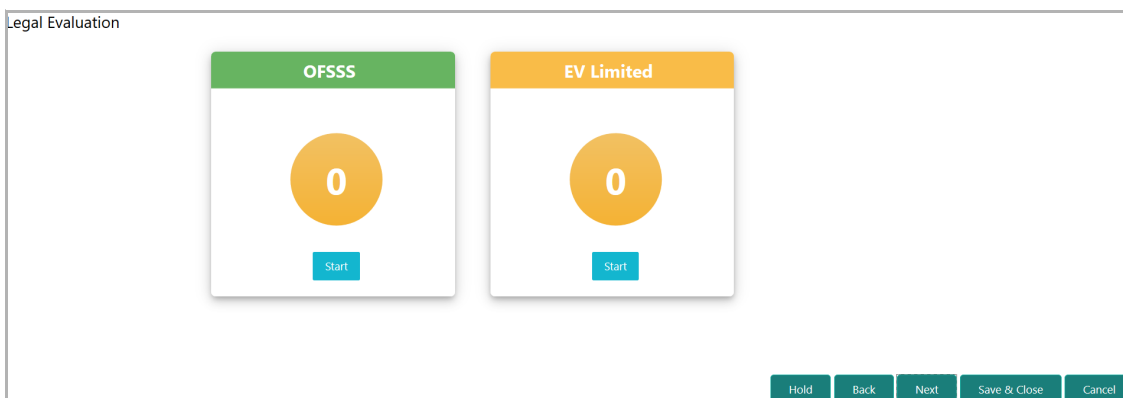 Legal Evaluation
OFSSS
EV Limited
0
0
Start
Start
Hold
Back
Next
Save & Close
Cancel